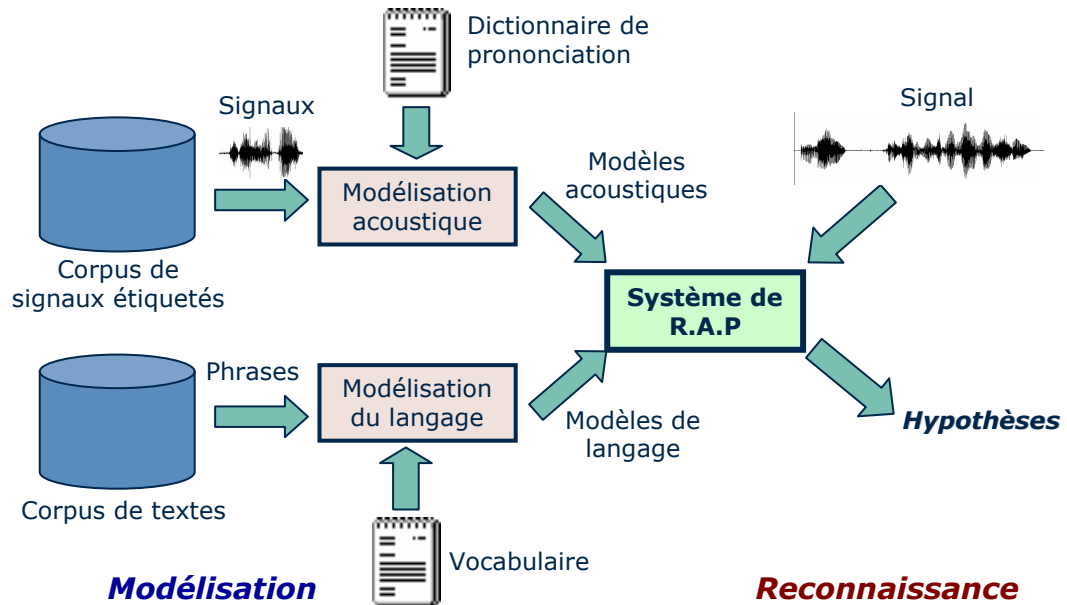 Dictionnaire de
prononciation
Signaux
Signal
Modélisation
acoustique
Modèles
acoustiques
Corpus de
signaux étiquetés
Système de
R.A.P
Phrases
Modélisation
du langage
Modèles de
langage
Hypothèses
Corpus de textes
Vocabulaire
Modélisation
Reconnaissance